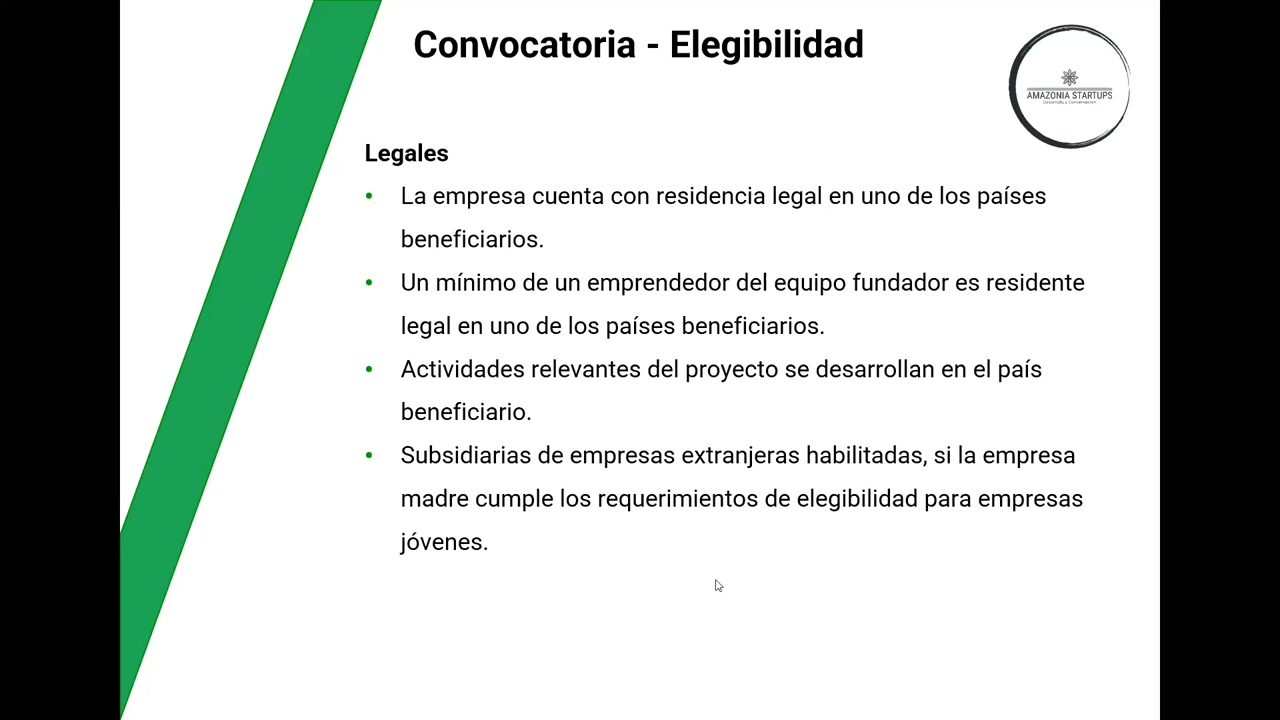 Convocatoria - Elegibilidad
AMAZONIA STARTUPS
Desarrollo y Conservación
Legales
• La empresa cuenta con residencia legal en uno de los países
beneficiarios.
• Un mínimo de un emprendedor del equipo fundador es residente
legal en uno de los países beneficiarios.
• Actividades relevantes del proyecto se desarrollan en el país
beneficiario.
• Subsidiarias de empresas extranjeras habilitadas, si la empresa
madre cumple los requerimientos de elegibilidad para empresas
jóvenes.